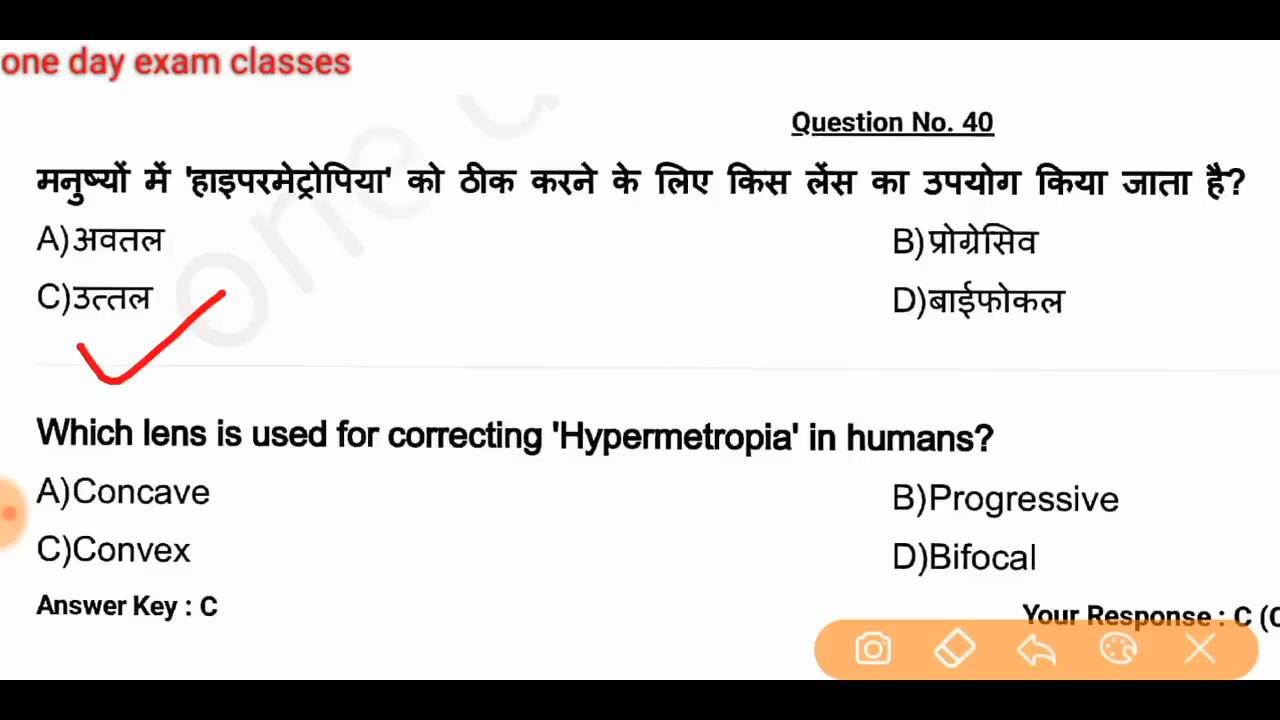 one day exam classes
Question No. 40
मनुष्यों में 'हाइपरमेट्रोपिया' को ठीक करने के लिए किस लेंस का उपयोग किया जाता है?
A)अवतल
B)प्रोग्रेसिव
C)उत्तल
D)बाईफोकल
one
Which lens is used for correcting 'Hypermetropia' in humans?
A)Concave
B)Progressive
C)Convex
D)Bifocal
Answer Key : C
Your Response : C (C